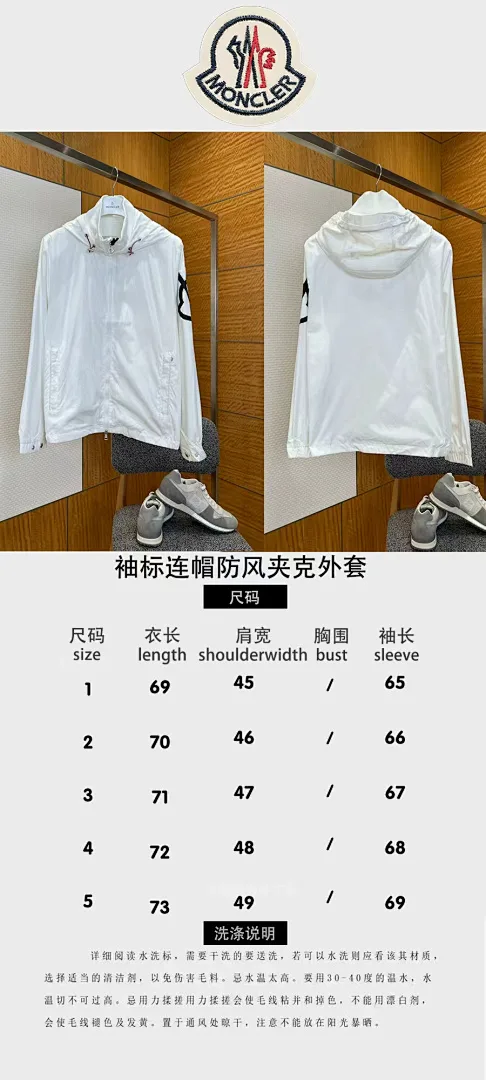 MONCLER
袖标连帽防风夹克外套
尺码
尺码 衣长 肩宽 胸围 袖长
size length shoulderwidth bust sleeve
1 69 45 / 65
2 70 46 / 66
3 71 47 / 67
4 72 48 / 68
5 73 49 / 69
洗涤说明
详细阅读水洗标，需要干洗的要送洗，若可以水洗则应看该其材质，
选择适当的清洁剂，以免伤害毛料。忌水温太高。要用30-40度的温水，水
温切不可过高。忌用力揉搓用力揉搓会使毛线粘并和掉色，不能用漂白剂，
会使毛线褪色及发黄。置于通风处晾干，注意不能放在阳光暴晒。